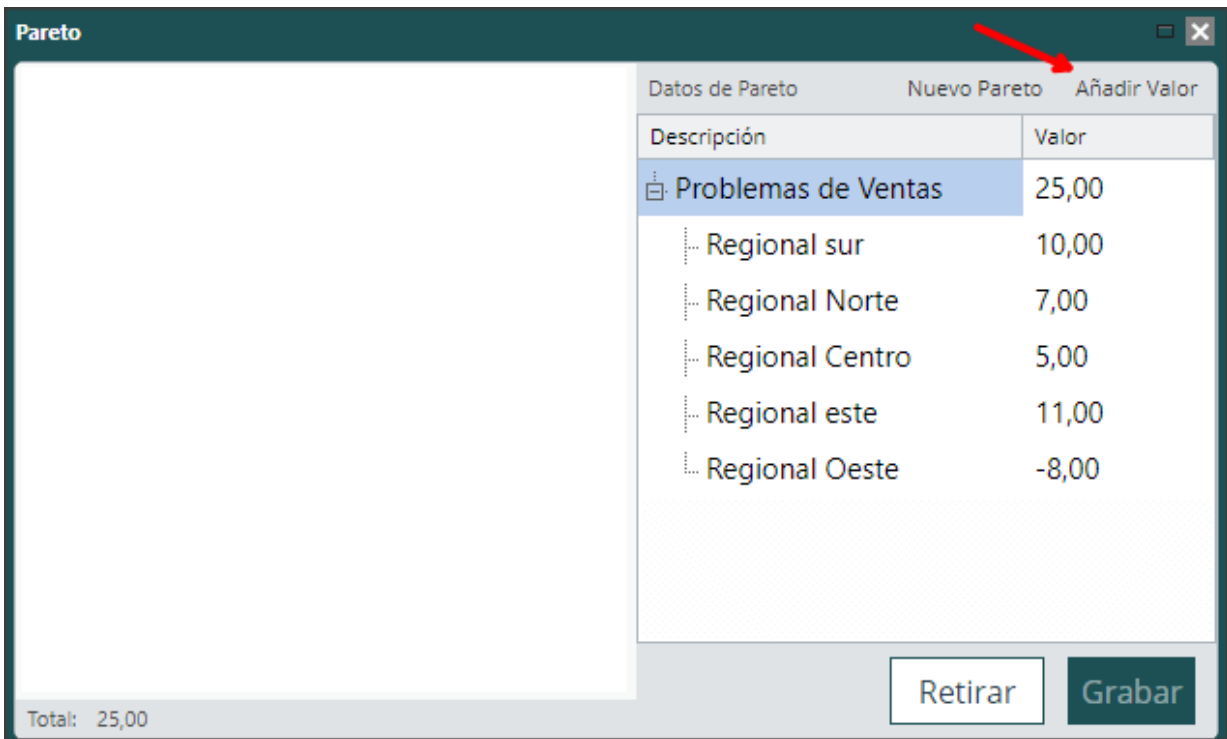 Pareto
Datos de Pareto Nuevo Pareto Añadir Valor
Descripción Valor
Problemas de Ventas 25,00
Regional sur 10,00
Regional Norte 7,00
Regional Centro 5,00
Regional este 11,00
Regional Oeste -8,00
Retirar Grabar
Total: 25,00